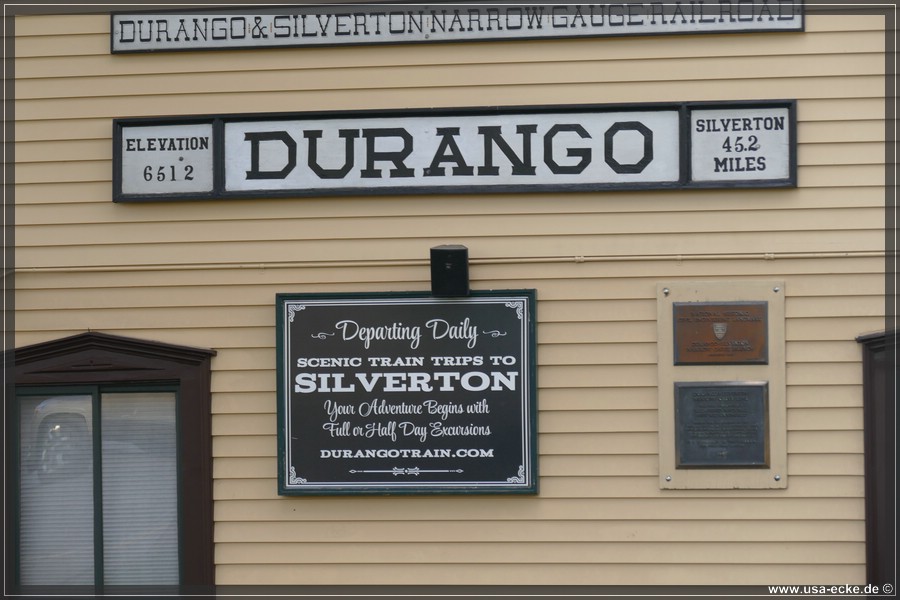 DURANGO & SILVERTON NARROW GAUGE RAILROAD
ELEVATION
6512
DURANGO
SILVERTON
45.2
MILES
Departing Daily
SCENIC TRAIN TRIPS TO
SILVERTON
Your Adventure Begins with
Full or Half Day Excursions
DURANGOTRAIN.COM
www.usa-ecke.de ©